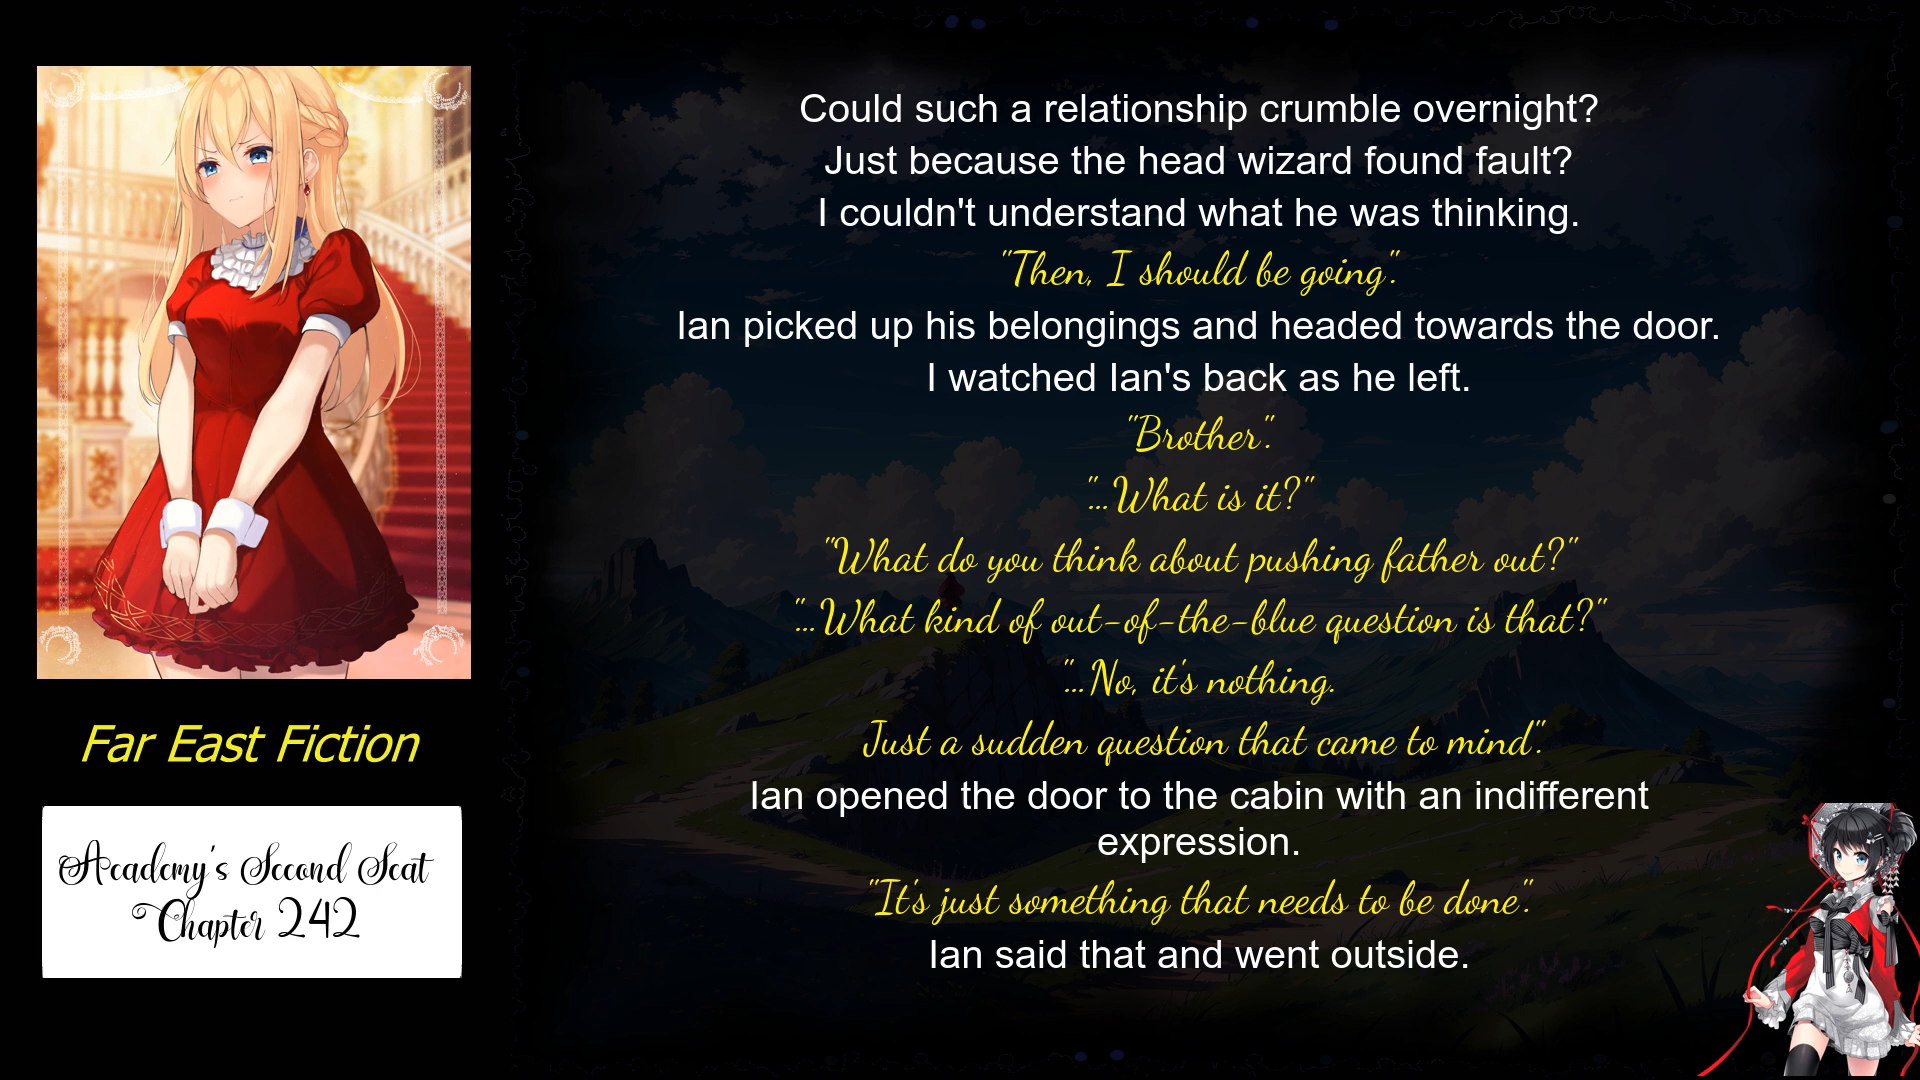 Could such a relationship crumble overnight?
Just because the head wizard found fault?
I couldn't understand what he was thinking.
"Then, I should be going".
Ian picked up his belongings and headed towards the door.
I watched Ian's back as he left.
"Brother".
"...What is it?"
"What do you think about pushing father out?"
"...What kind of out-of-the-blue question is that?"
"...No, it's nothing.
Just a sudden question that came to mind".
Ian opened the door to the cabin with an indifferent
expression.
"It's just something that needs to be done".
Ian said that and went outside.
Far East Fiction
Academy's Second Seat
Chapter 242